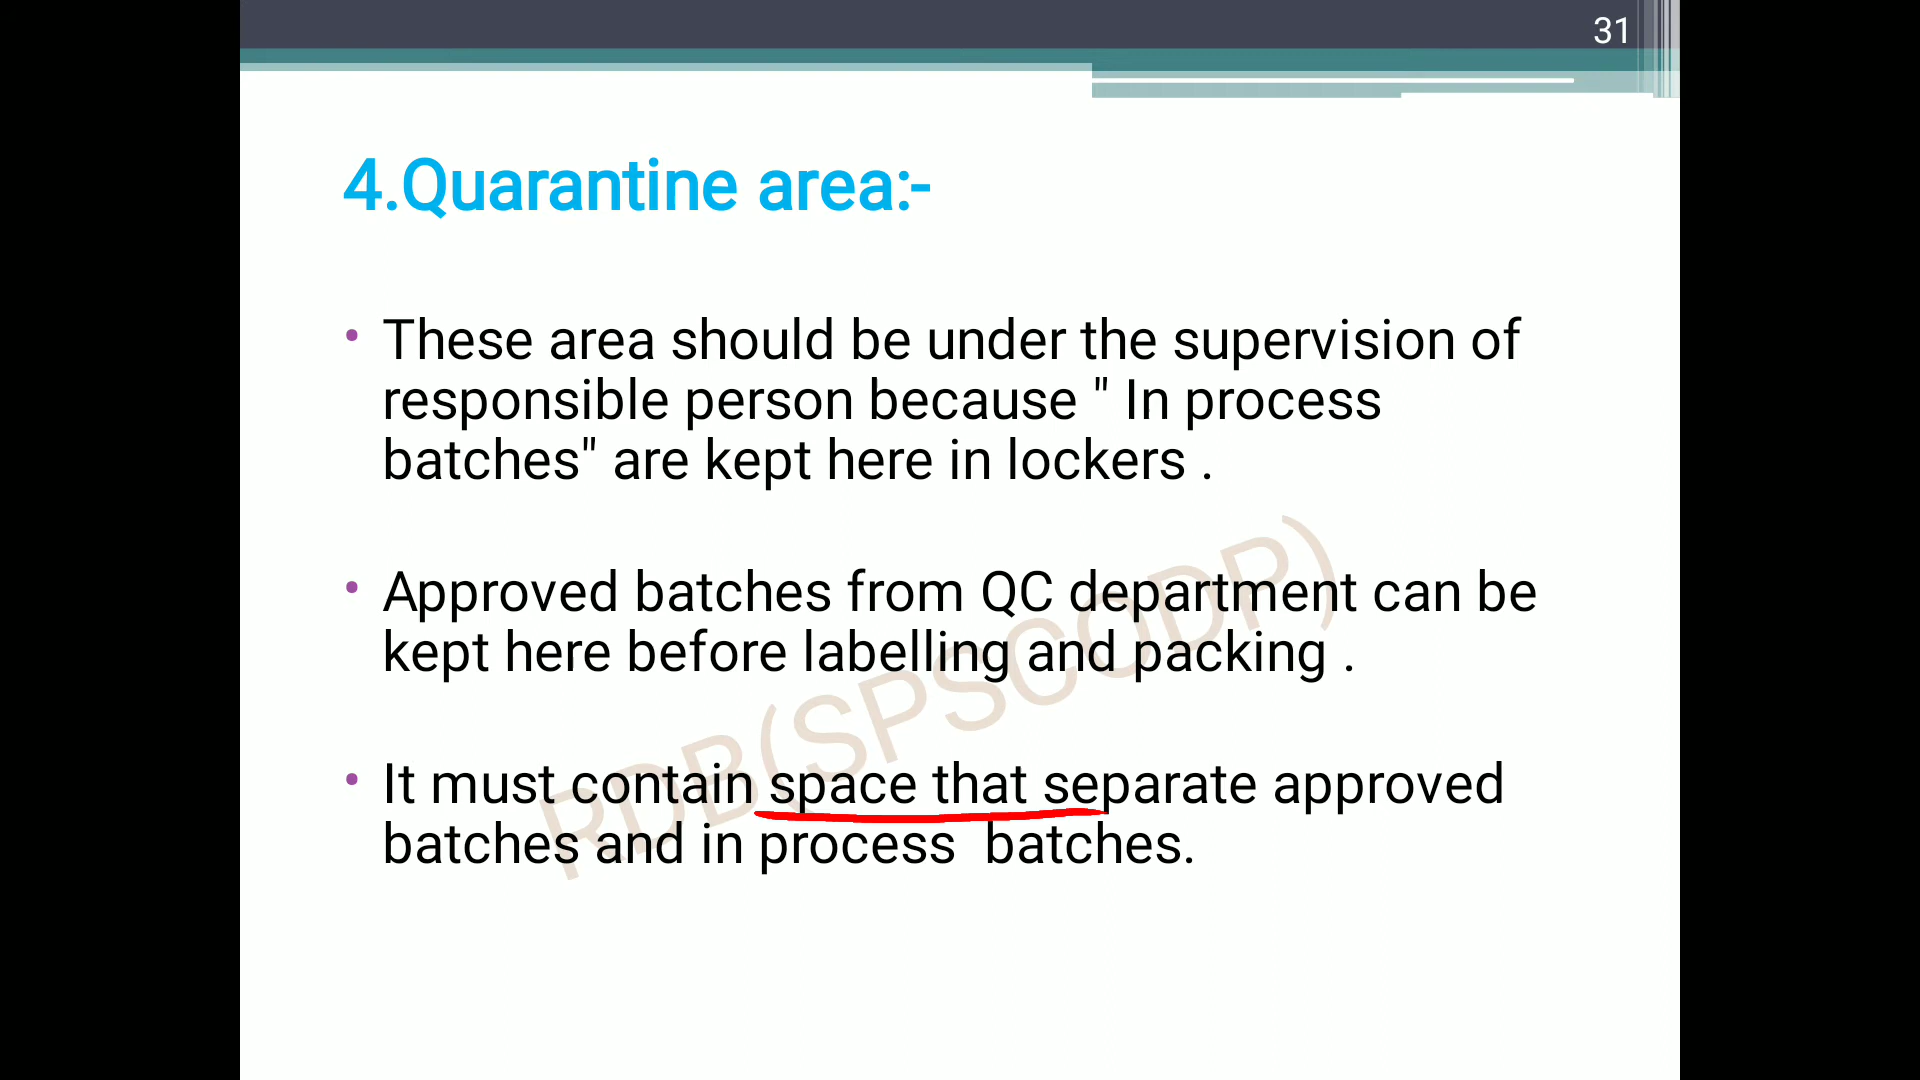 31
4.Quarantine area:-
• These area should be under the supervision of
responsible person because " In process
batches" are kept here in lockers .
• Approved batches from QC department can be
kept here before labelling and packing .
• It must contain space that separate approved
batches and in process  batches.
RDB(SPSCODP)